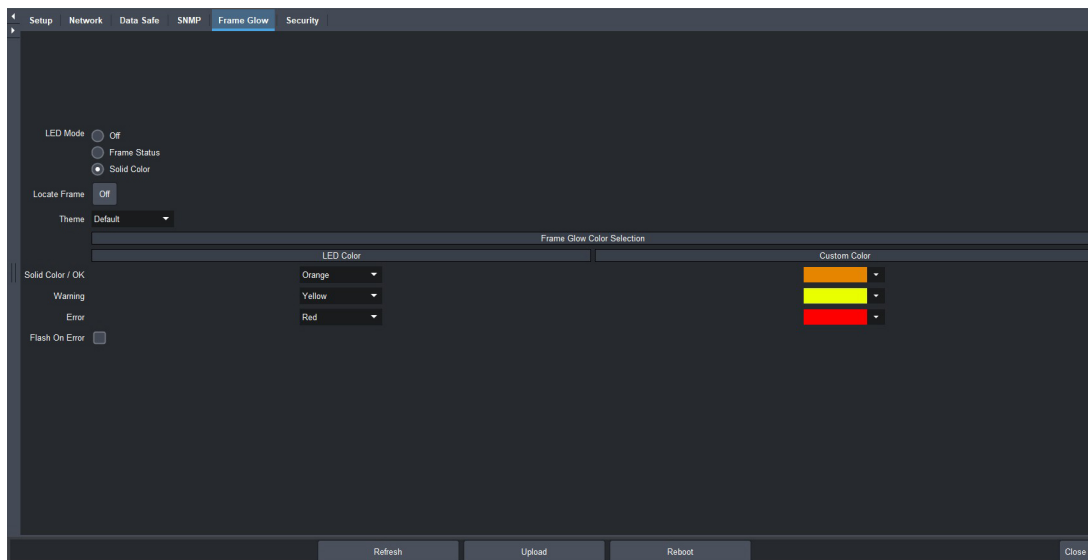 Setup Network Data Safe SNMP Frame Glow Security
LED Mode Off
Frame Status
Solid Color
Locate Frame Off
Theme Default
Frame Glow Color Selection
LED Color Custom Color
Solid Color / OK Orange
Warning Yellow
Error Red
Flash On Error
Refresh Upload Reboot Close